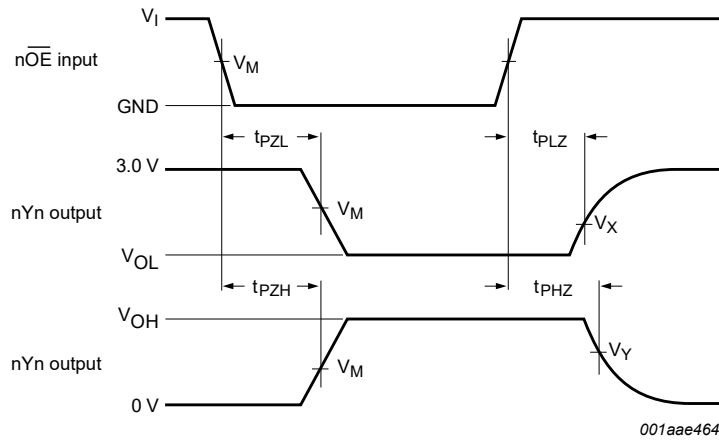 V_I
nO̅E̅ input
V_M
GND
t_PZL
t_PLZ
3.0 V
nYn output
V_M
V_X
V_OL
t_PZH
t_PHZ
V_OH
nYn output
V_M
V_Y
0 V
001aae464